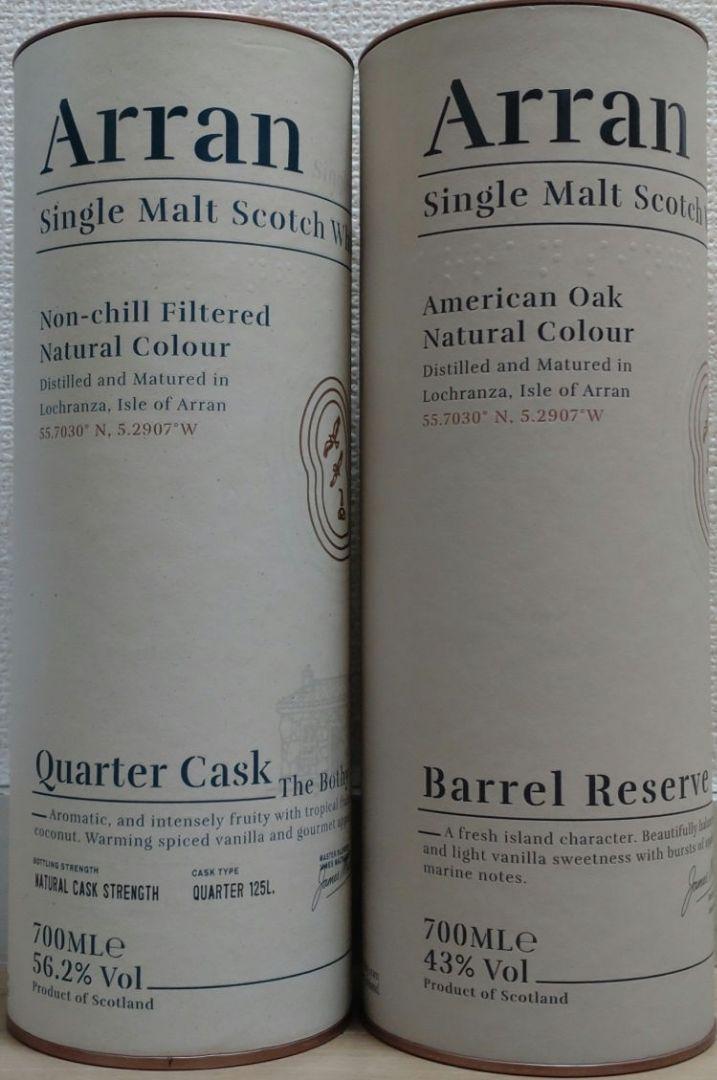 Arran
Single Malt Scotch
Non-chill Filtered
Natural Colour
Distilled and Matured in
Lochranza, Isle of Arran
55.7030° N, 5.2907°W
Quarter Cask The Bothy
Aromatic, and intensely fruity with tropical
coconut. Warming spiced vanilla and gourmet
BOTTLING STRENGTH
NATURAL CASK STRENGTH
CASK TYPE
QUARTER 125L.
700MLe
56.2% Vol
Product of Scotland
Arran
Single Malt Scotch
American Oak
Natural Colour
Distilled and Matured in
Lochranza, Isle of Arran
55.7030° N, 5.2907°W
Barrel Reserve
A fresh island character. Beautifully
and light vanilla sweetness with bursts of
marine notes.
700MLe
43% Vol
Product of Scotland